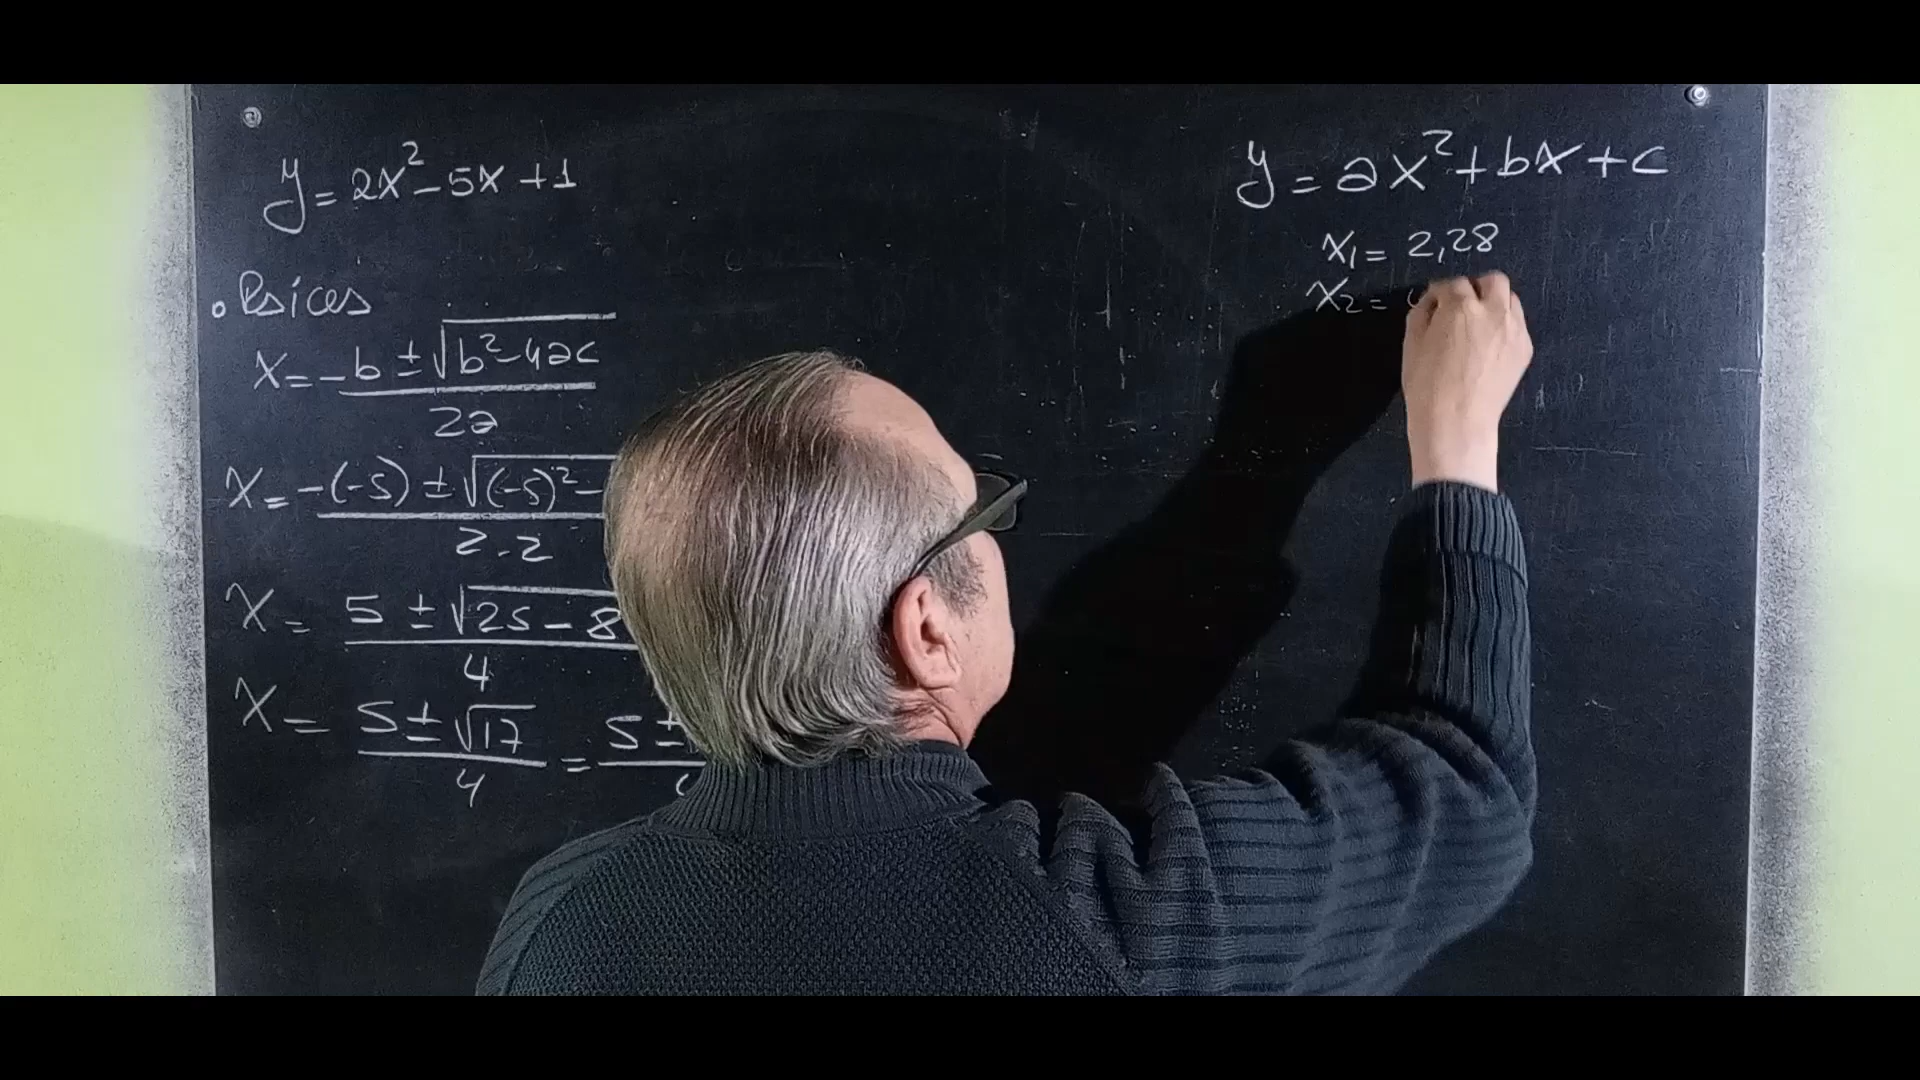 y = 2x² - 5x + 1
y = ax² + bx + c
x₁ = 2,28
x₂ =
x = -b ± √b² - 4ac
2a
x = -(-5) ± √(-5)² -
2.2
x = 5 ± √25 - 8
4
x = 5 ± √17 = 5 ±
4